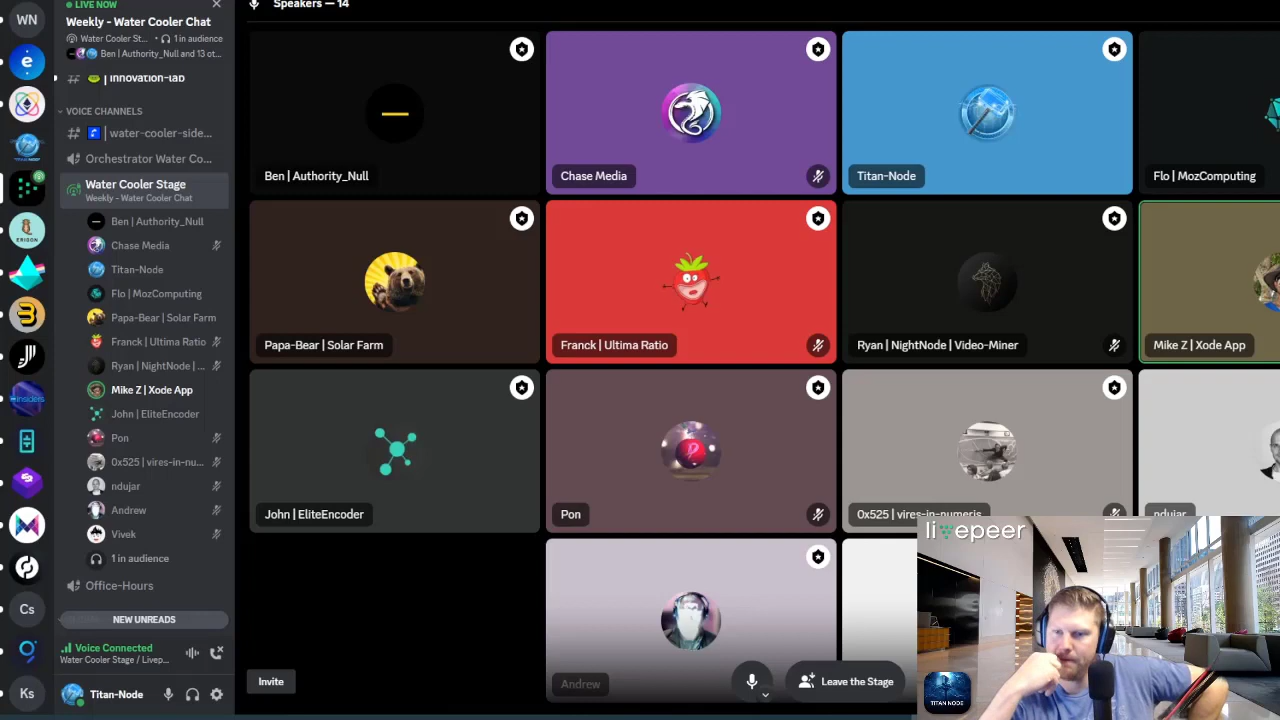 WN
LIVE NOW
Weekly - Water Cooler Chat
Water Cooler St... · 1 in audience
Ben | Authority_Null and 13 ot...
| innovation-lab
VOICE CHANNELS
| water-cooler-side...
Orchestrator Water Co...
Water Cooler Stage
Weekly - Water Cooler Chat
Ben | Authority_Null
Chase Media
Titan-Node
Flo | MozComputing
Papa-Bear | Solar Farm
Franck | Ultima Ratio
Ryan | NightNode | ...
Mike Z | Xode App
John | EliteEncoder
Pon
0x525 | vires-in-nu...
ndujar
Andrew
Vivek
1 in audience
Office-Hours
NEW UNREADS
Voice Connected
Water Cooler Stage / Livep...
Titan-Node
e
TITAN NODE
ERIGON
insiders
Cs
Ks
Speakers — 14
Ben | Authority_Null
Chase Media
Titan-Node
Flo | MozComputing
Papa-Bear | Solar Farm
Franck | Ultima Ratio
Ryan | NightNode | Video-Miner
Mike Z | Xode App
John | EliteEncoder
Pon
0x525 | vires-in-numeris
ndujar
Andrew
Invite
Leave the Stage
livepeer
TITAN NODE